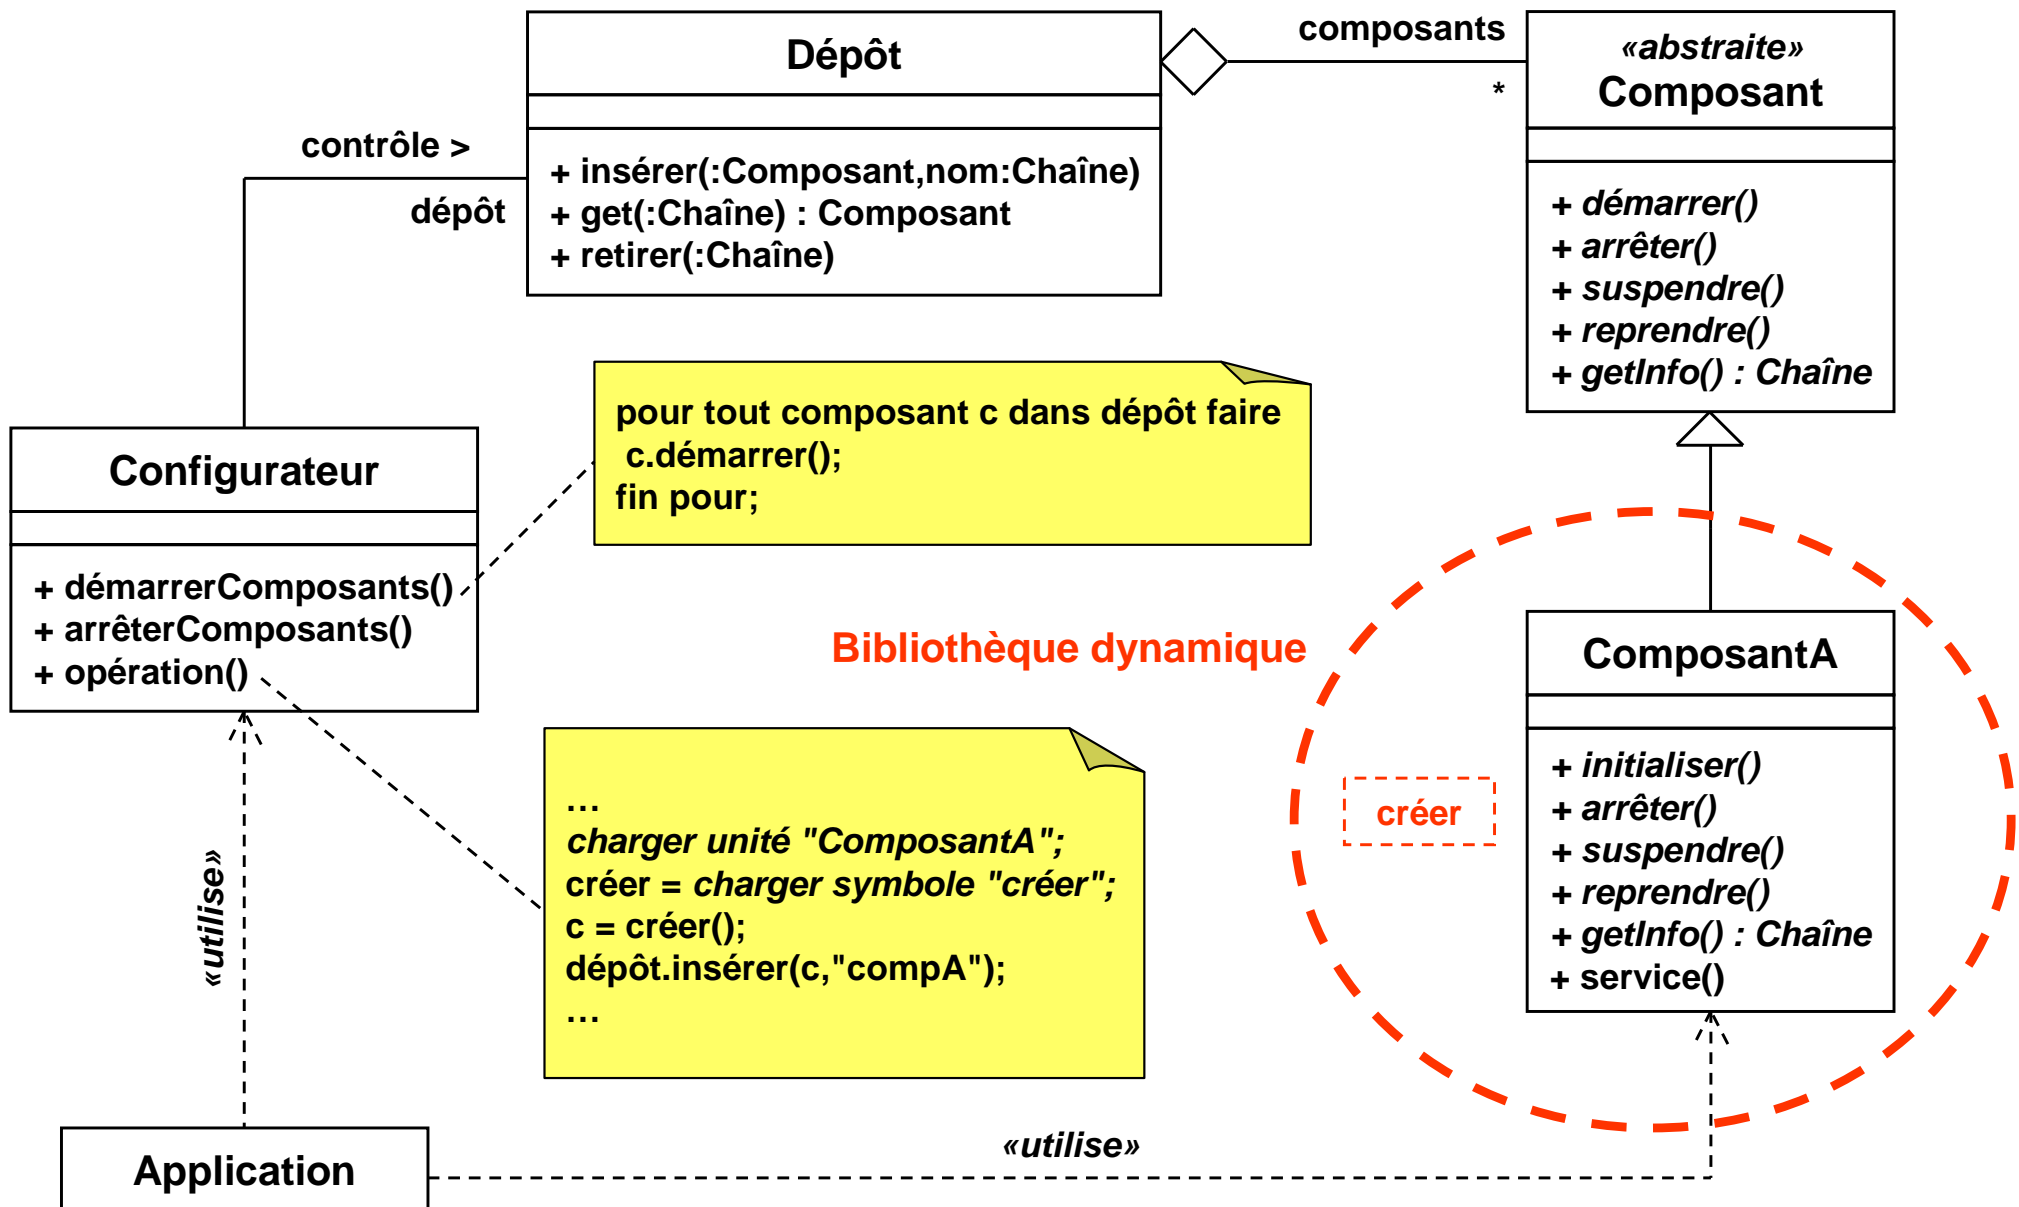 Dépôt
+ insérer(:Composant,nom:Chaîne)
+ get(:Chaîne) : Composant
+ retirer(:Chaîne)
composants
*
«abstraite»
Composant
+ démarrer()
+ arrêter()
+ suspendre()
+ reprendre()
+ getInfo() : Chaîne
contrôle >
dépôt
Configurateur
+ démarrerComposants()
+ arrêterComposants()
+ opération()
pour tout composant c dans dépôt faire
c.démarrer();
fin pour;
Bibliothèque dynamique
ComposantA
+ initialiser()
+ arrêter()
+ suspendre()
+ reprendre()
+ getInfo() : Chaîne
+ service()
créer
…
charger unité "ComposantA";
créer = charger symbole "créer";
c = créer();
dépôt.insérer(c,"compA");
…
«utilise»
Application
«utilise»